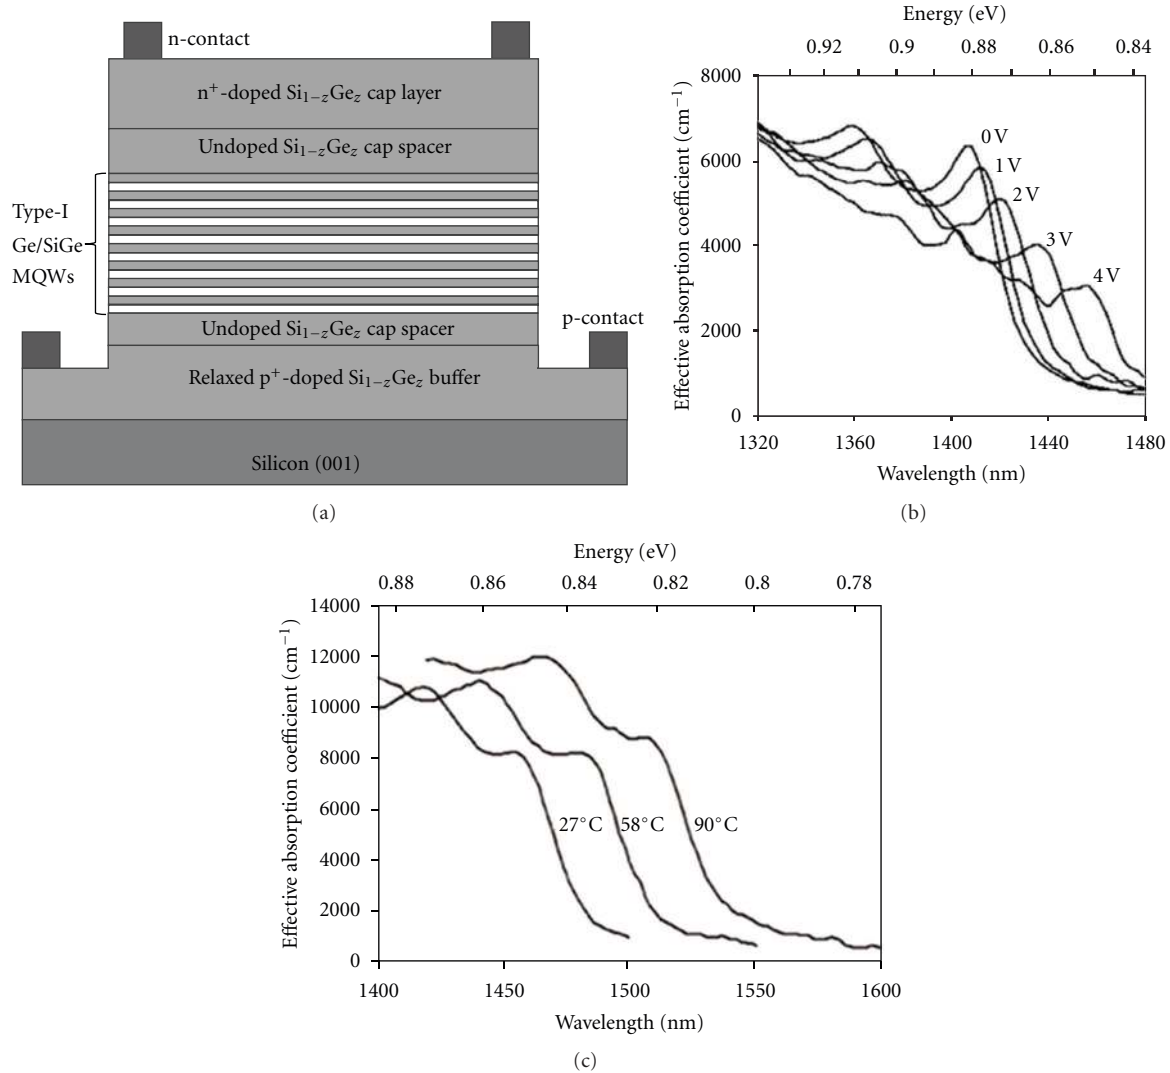 n-contact
n⁺-doped Si₁₋zGez cap layer
Undoped Si₁₋zGez cap spacer
Type-I
Ge/SiGe
MQWs
Undoped Si₁₋zGez cap spacer
p-contact
Relaxed p⁺-doped Si₁₋zGez buffer
Silicon (001)
(a)
Energy (eV)
0.92 0.9 0.88 0.86 0.84
Effective absorption coefficient (cm⁻¹)
8000
6000
4000
2000
0
0 V
1 V
2 V
3 V
4 V
1320 1360 1400 1440 1480
Wavelength (nm)
(b)
Energy (eV)
0.88 0.86 0.84 0.82 0.8 0.78
Effective absorption coefficient (cm⁻¹)
14000
12000
10000
8000
6000
4000
2000
0
27°C 58°C 90°C
1400 1450 1500 1550 1600
Wavelength (nm)
(c)